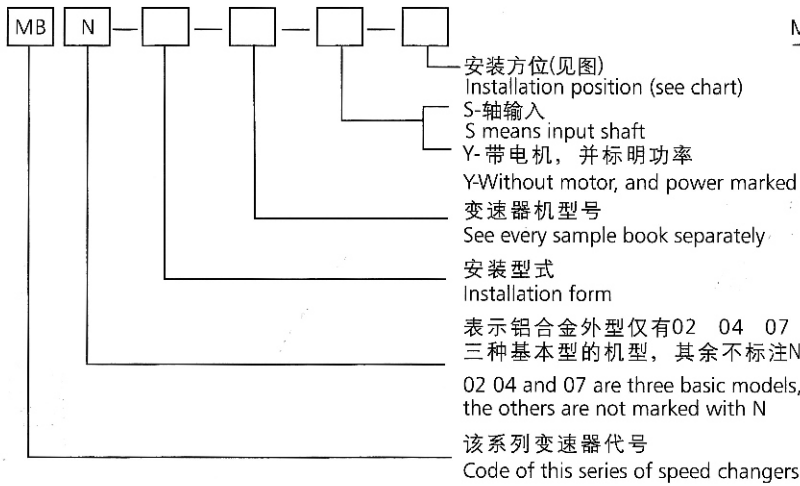 MB N
安装方位(见图)
Installation position (see chart)
S-轴输入
S means input shaft
Y-带电机，并标明功率
Y-Without motor, and power marked
变速器机型号
See every sample book separately
安装型式
Installation form
表示铝合金外型仅有02 04 07
三种基本型的机型，其余不标注N
02 04 and 07 are three basic models,
the others are not marked with N
该系列变速器代号
Code of this series of speed changers